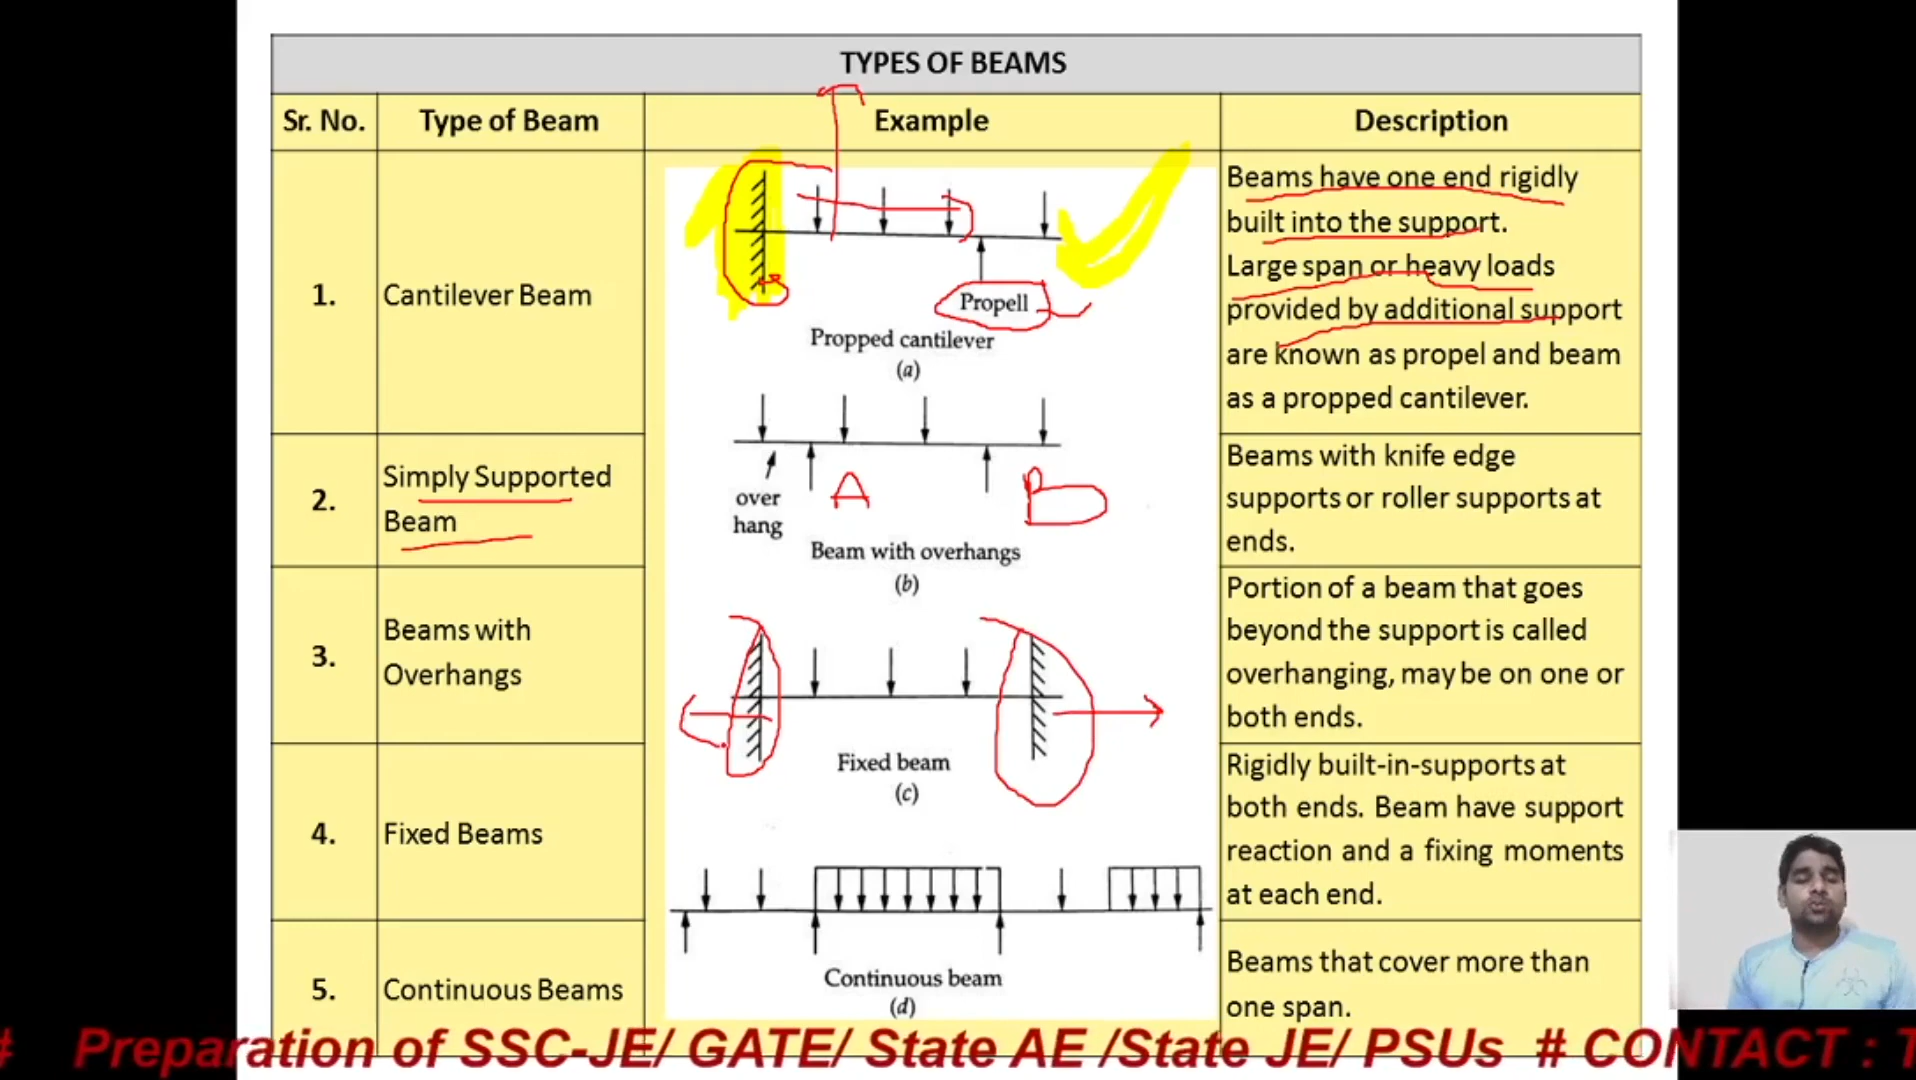 TYPES OF BEAMS
Sr. No.
Type of Beam
Example
Description
1.
Cantilever Beam
Propell
Propped cantilever
(a)
Beams have one end rigidly
built into the support.
Large span or heavy loads
provided by additional support
are known as propel and beam
as a propped cantilever.
2.
Simply Supported
Beam
over
hang
A
B
Beam with overhangs
(b)
Beams with knife edge
supports or roller supports at
ends.
3.
Beams with
Overhangs
Fixed beam
(c)
Portion of a beam that goes
beyond the support is called
overhanging, may be on one or
both ends.
4.
Fixed Beams
Rigidly built-in-supports at
both ends. Beam have support
reaction and a fixing moments
at each end.
5.
Continuous Beams
Continuous beam
(d)
Beams that cover more than
one span.
# Preparation of SSC-JE/ GATE/ State AE /State JE/ PSUs # CONTACT : T